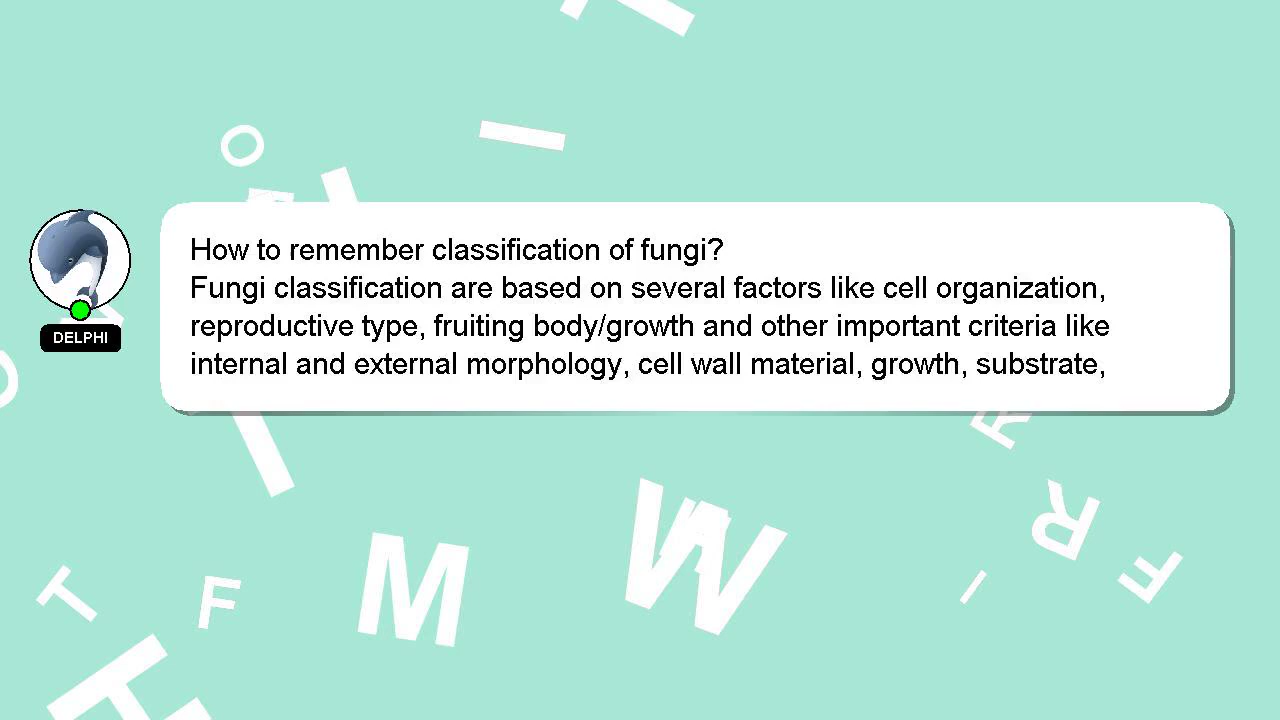 How to remember classification of fungi?
Fungi classification are based on several factors like cell organization,
reproductive type, fruiting body/growth and other important criteria like
internal and external morphology, cell wall material, growth, substrate,
DELPHI
O
I
R
R
F
I
W
M
F
T
H